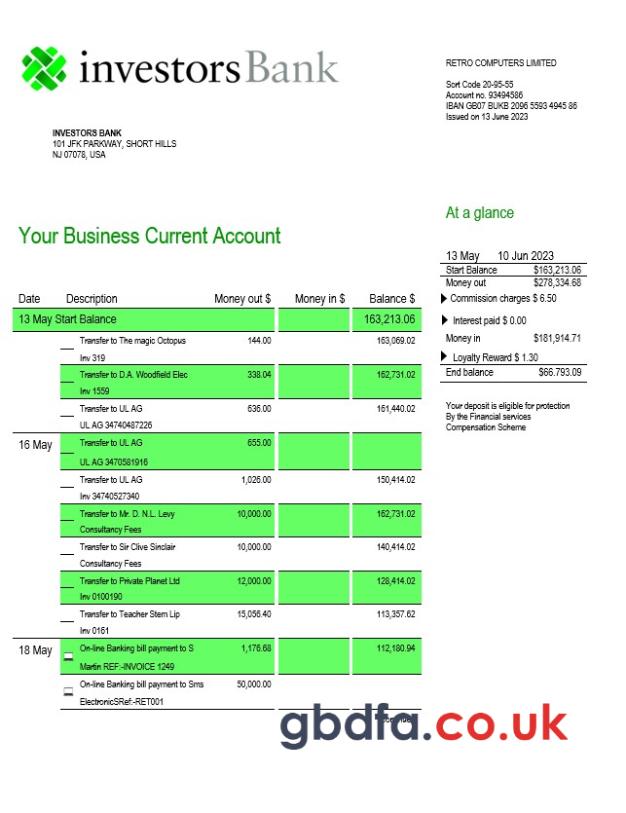 investors Bank
RETRO COMPUTERS LIMITED
Sort Code 20-95-55
Account no. 93494586
IBAN GB07 BUKB 2096 5593 4945 86
Issued on 13 June 2023
INVESTORS BANK
101 JFK PARKWAY, SHORT HILLS
NJ 07078, USA
At a glance
Your Business Current Account
13 May 10 Jun 2023
Start Balance $163,213.06
Money out $278,334.68
Commission charges $ 6.50
Interest paid $ 0.00
Money in $181,914.71
Loyalty Reward $ 1.30
End balance $66.793.09
Your deposit is eligible for protection
By the Financial services
Compensation Scheme
Date Description Money out $ Money in $ Balance $
13 May Start Balance 163,213.06
Transfer to The magic Octopus 144.00 163,069.02
Inv 319
Transfer to D.A. Woodfield Elec 338.04 162,731.02
Inv 1559
Transfer to UL AG 636.00 161,440.02
UL AG 34740487226
16 May Transfer to UL AG 655.00
UL AG 3470581916
Transfer to UL AG 1,026.00 150,414.02
Inv 34740527340
Transfer to Mr. D. N.L. Levy 10,000.00 162,731.02
Consultancy Fees
Transfer to Sir Clive Sinclair 10,000.00 140,414.02
Consultancy Fees
Transfer to Private Planet Ltd 12,000.00 128,414.02
Inv 0100190
Transfer to Teacher Stem Lip 15,056.40 113,357.62
Inv 0161
18 May On-line Banking bill payment to S 1,176.68 112,180.94
Martin REF:-INVOICE 1249
On-line Banking bill payment to Sms 50,000.00
ElectronicSRef:-RET001
gbdfa.co.uk